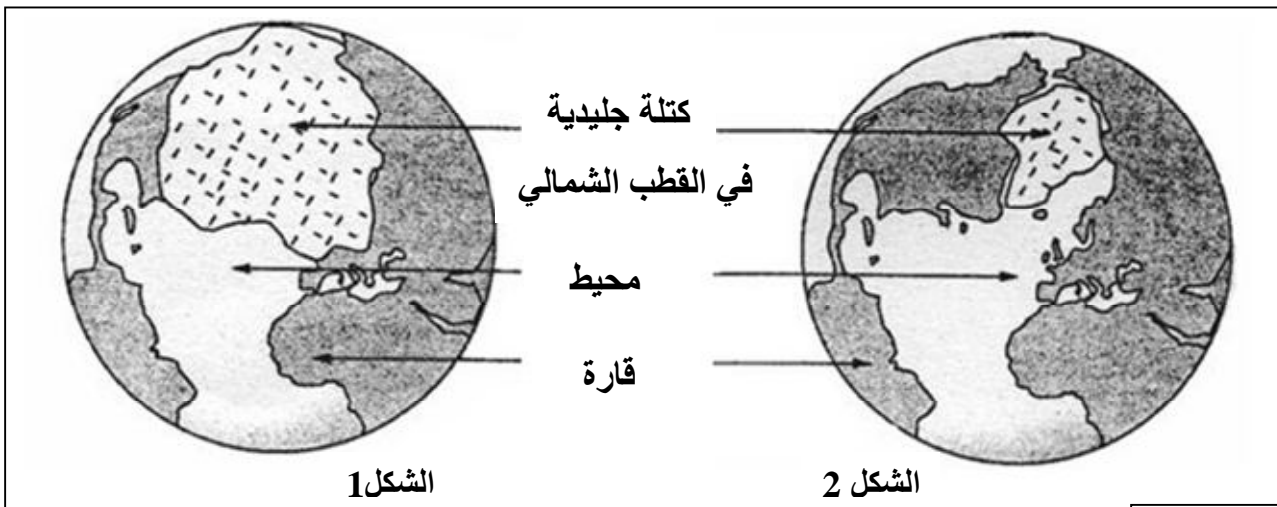 كتلة جليدية
في القطب الشمالي
محيط
قارة
الشكل1
الشكل 2